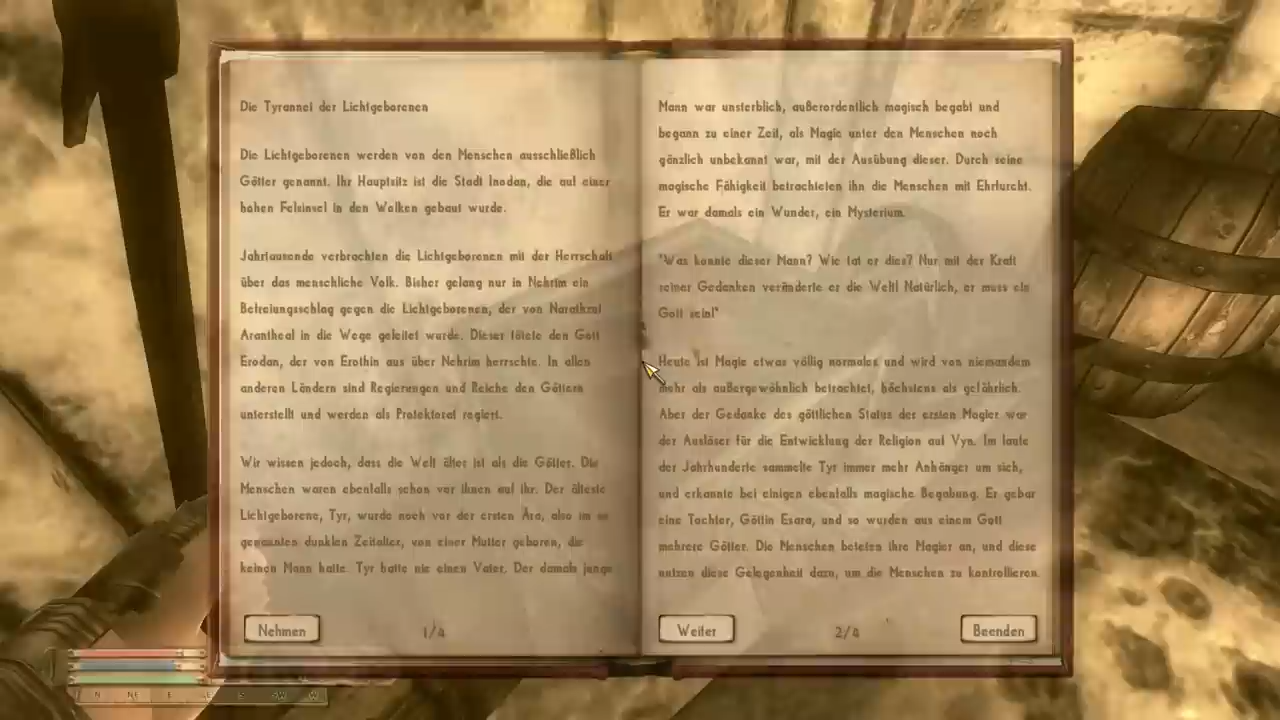 Die Tyrannei der Lichtgeborenen
Die Lichtgeborenen werden von den Menschen ausschließlich
Götter genannt. Ihr Hauptsitz ist die Stadt Inodan, die auf einer
hohen Felsinsel in den Wolken gebaut wurde.
Jahrtausende verbrachten die Lichtgeborenen mit der Herrschaft
über das menschliche Volk. Bisher gelang nur in Nehrim ein
Befreiungsschlag gegen die Lichtgeborenen, der von Narathzul
Arantheal in die Wege geleitet wurde. Dieser tötete den Gott
Erodan, der von Erothin aus über Nehrim herrschte. In allen
anderen Ländern sind Regierungen und Reiche den Göttern
unterstellt und werden als Protektorat regiert.
Wir wissen jedoch, dass die Welt älter ist als die Götter. Die
Menschen waren ebenfalls schon vor ihnen auf ihr. Der älteste
Lichtgeborene, Tyr, wurde noch vor der ersten Ära, also im so
genannten dunklen Zeitalter, von einer Mutter geboren, die
keinen Mann hatte. Tyr hatte nie einen Vater. Der damals junge
Nehmen
1/4
Mann war unsterblich, außerordentlich magisch begabt und
begann zu einer Zeit, als Magie unter den Menschen noch
gänzlich unbekannt war, mit der Ausübung dieser. Durch seine
magische Fähigkeit betrachteten ihn die Menschen mit Ehrfurcht.
Er war damals ein Wunder, ein Mysterium.
"Was konnte dieser Mann? Wie tat er dies? Nur mit der Kraft
seiner Gedanken veränderte er die Welt! Natürlich, er muss ein
Gott sein!"
Heute ist Magie etwas völlig normales und wird von niemandem
mehr als außergewöhnlich betrachtet, höchstens als gefährlich.
Aber der Gedanke des göttlichen Status des ersten Magier war
der Auslöser für die Entwicklung der Religion auf Vyn. Im laufe
der Jahrhunderte sammelte Tyr immer mehr Anhänger um sich,
und erkannte bei einigen ebenfalls magische Begabung. Er gebar
eine Tochter, Göttin Esara, und so wurden aus einem Gott
mehrere Götter. Die Menschen beteten ihre Magier an, und diese
nutzen diese Gelegenheit dazu, um die Menschen zu kontrollieren.
Weiter
2/4
Beenden
N NE E SE S SW W